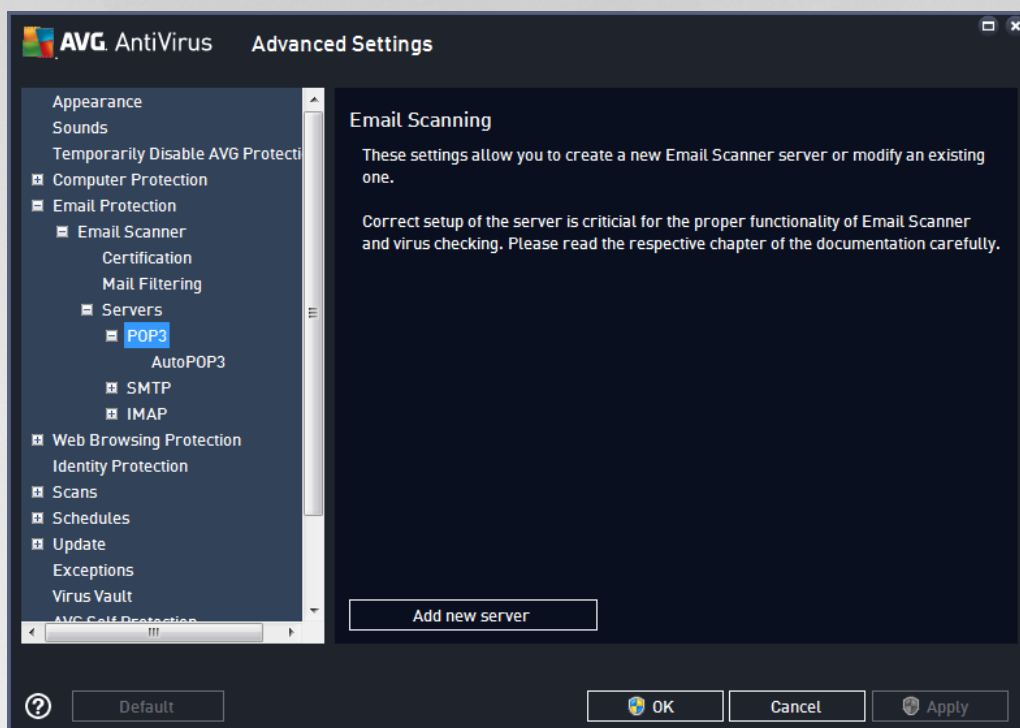 AVG. AntiVirus Advanced Settings
Appearance
Sounds
Temporarily Disable AVG Protecti
Computer Protection
Email Protection
Email Scanner
Certification
Mail Filtering
Servers
POP3
AutoPOP3
SMTP
IMAP
Web Browsing Protection
Identity Protection
Scans
Schedules
Update
Exceptions
Virus Vault
AVG Self Protection
Email Scanning
These settings allow you to create a new Email Scanner server or modify an existing
one.
Correct setup of the server is criticial for the proper functionality of Email Scanner
and virus checking. Please read the respective chapter of the documentation carefully.
Add new server
Default
OK
Cancel
Apply